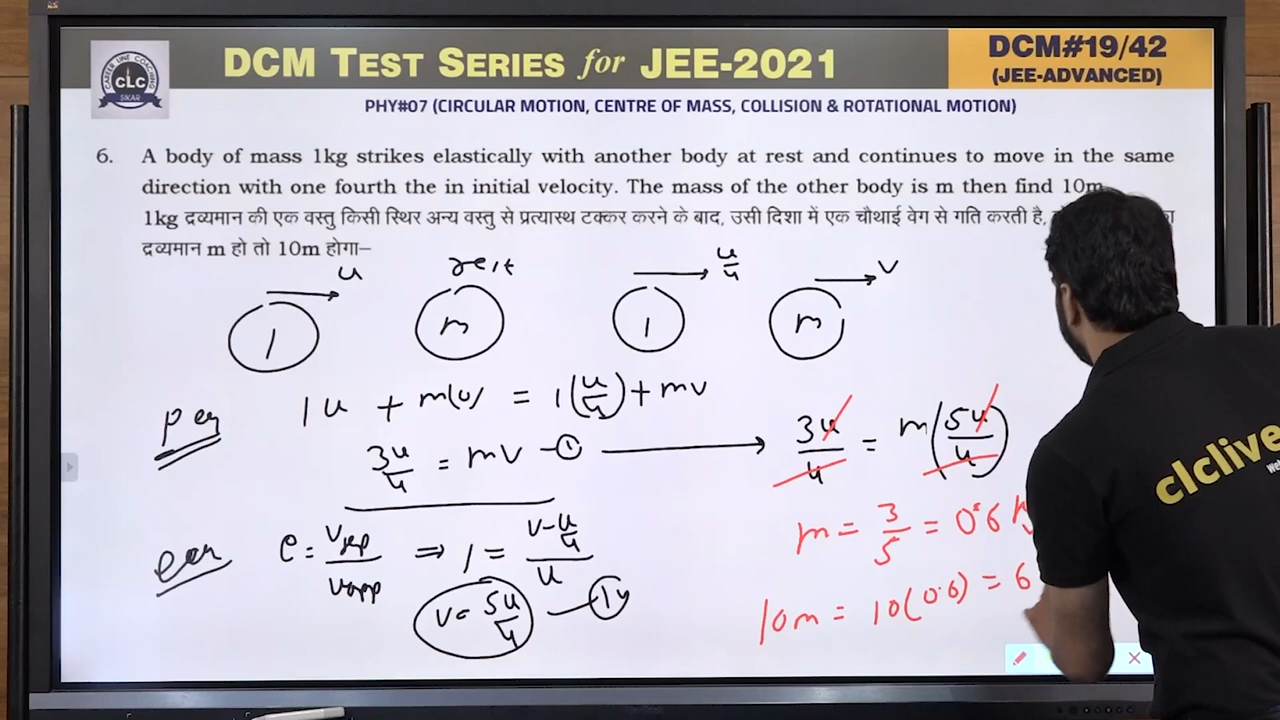 CAREER LINE COACHING
CLC
SIKAR
DCM TEST SERIES for JEE-2021
DCM#19/42
(JEE-ADVANCED)
PHY#07 (CIRCULAR MOTION, CENTRE OF MASS, COLLISION & ROTATIONAL MOTION)
6. A body of mass 1kg strikes elastically with another body at rest and continues to move in the same
direction with one fourth the in initial velocity. The mass of the other body is m then find 10m
1kg द्रव्यमान की एक वस्तु किसी स्थिर अन्य वस्तु से प्रत्यास्थ टक्कर करने के बाद, उसी दिशा में एक चौथाई वेग से गति करती है,
द्रव्यमान m हो तो 10m होगा–
u rest u/4 v
1 m 1 m
1u + m(0) = 1(u/4) + mv
3u/4 = mv -① 3u/4 = m(5u/4)
m = 3/5 = 0.6
e = Vsep/Vapp ⇒ 1 = (v-u/4)/u
v = 5u/4
10m = 10(0.6) = 6
clclive